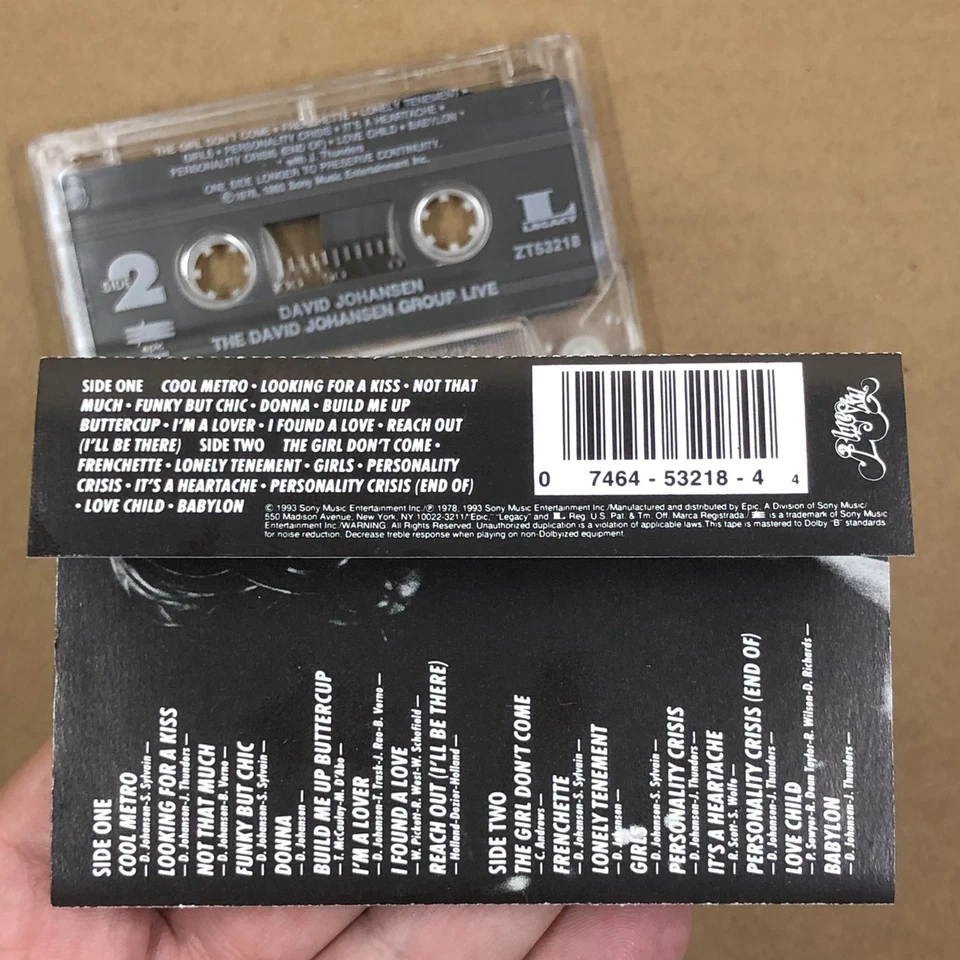 THE GIRL DON'T COME • FRENCHETTE • LONELY TENEMENT •
GIRLS • PERSONALITY CRISIS • IT'S A HEARTACHE •
PERSONALITY CRISIS (END OF) • LOVE CHILD • BABYLON •
with J. Thunders
ONE SIDE LONGER TO PRESERVE CONTINUITY.
© 1978, 1993 Sony Music Entertainment Inc.
L
LEGACY
ZT53218
SIDE 2
epic
DAVID JOHANSEN
THE DAVID JOHANSEN GROUP LIVE
SIDE ONE COOL METRO • LOOKING FOR A KISS • NOT THAT
MUCH • FUNKY BUT CHIC • DONNA • BUILD ME UP
BUTTERCUP • I'M A LOVER • I FOUND A LOVE • REACH OUT
(I'LL BE THERE) SIDE TWO THE GIRL DON'T COME •
FRENCHETTE • LONELY TENEMENT • GIRLS • PERSONALITY
CRISIS • IT'S A HEARTACHE • PERSONALITY CRISIS (END OF)
• LOVE CHILD • BABYLON
0 7464 - 53218 - 4 4
Blue Sky
© 1993 Sony Music Entertainment Inc./℗ 1978, 1993 Sony Music Entertainment Inc./Manufactured and distributed by Epic, A Division of Sony Music/
550 Madison Avenue, New York, NY 10022-3211/"Epic," "Legacy" and L Reg. U.S. Pat. & Tm. Off. Marca Registrada./ is a trademark of Sony Music
Entertainment Inc./WARNING: All Rights Reserved. Unauthorized duplication is a violation of applicable laws.This tape is mastered to Dolby "B" standards
for noise reduction. Decrease treble response when playing on non-Dolbyized equipment.
SIDE ONE
COOL METRO
– D. Johansen-S. Sylvain –
LOOKING FOR A KISS
– D. Johansen-J. Thunders –
NOT THAT MUCH
– D. Johansen-B. Verno –
FUNKY BUT CHIC
– D. Johansen-S. Sylvain –
DONNA
– D. Johansen –
BUILD ME UP BUTTERCUP
– T. McCauley-M. D'Abo –
I'M A LOVER
– D. Johansen-J. Trast-J. Rao-B. Verno –
I FOUND A LOVE
– W. Pickett-R. West-W. Schofield –
REACH OUT (I'LL BE THERE)
– Holland-Dozier-Holland –
SIDE TWO
THE GIRL DON'T COME
– C. Andrews –
FRENCHETTE
– D. Johansen-S. Sylvain –
LONELY TENEMENT
– D. Johansen –
GIRLS
– D. Johansen-S. Sylvain –
PERSONALITY CRISIS
– D. Johansen-J. Thunders –
IT'S A HEARTACHE
– R. Scott-S. Wolfe –
PERSONALITY CRISIS (END OF)
– D. Johansen-J. Thunders –
LOVE CHILD
– P. Sawyer-R. Dean Taylor-R. Wilson-D. Richards –
BABYLON
– D. Johansen-J. Thunders –